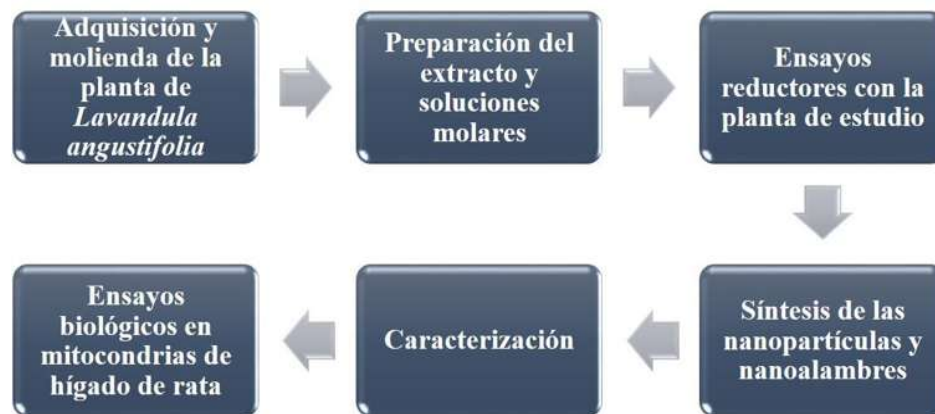 Adquisición y
molienda de la
planta de
Lavandula
angustifolia
Preparación del
extracto y
soluciones
molares
Ensayos
reductores con la
planta de estudio
Síntesis de las
nanopartículas y
nanoalambres
Caracterización
Ensayos
biológicos en
mitocondrias de
hígado de rata